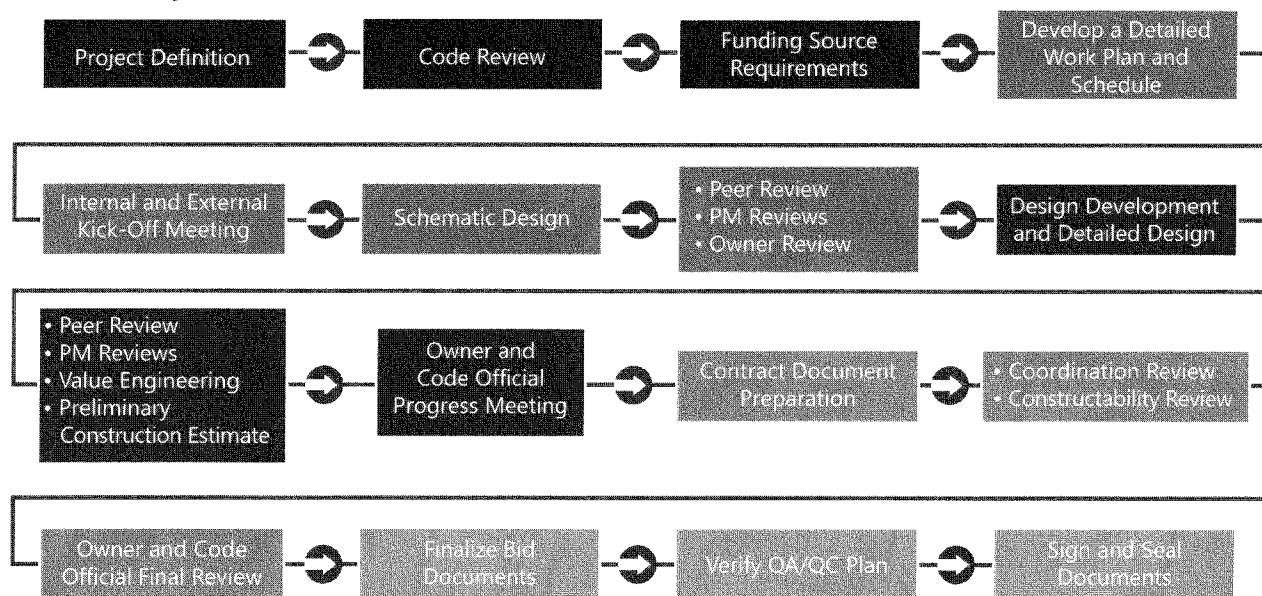 Project Definition
Code Review
Funding Source
Requirements
Develop a Detailed
Work Plan and
Schedule
Internal and External
Kick-Off Meeting
Schematic Design
• Peer Review
• PM Reviews
• Owner Review
Design Development
and Detailed Design
• Peer Review
• PM Reviews
• Value Engineering
• Preliminary
Construction Estimate
Owner and
Code Official
Progress Meeting
Contract Document
Preparation
• Coordination Review
• Constructability Review
Owner and Code
Official Final Review
Finalize Bid
Documents
Verify QA/QC Plan
Sign and Seal
Documents